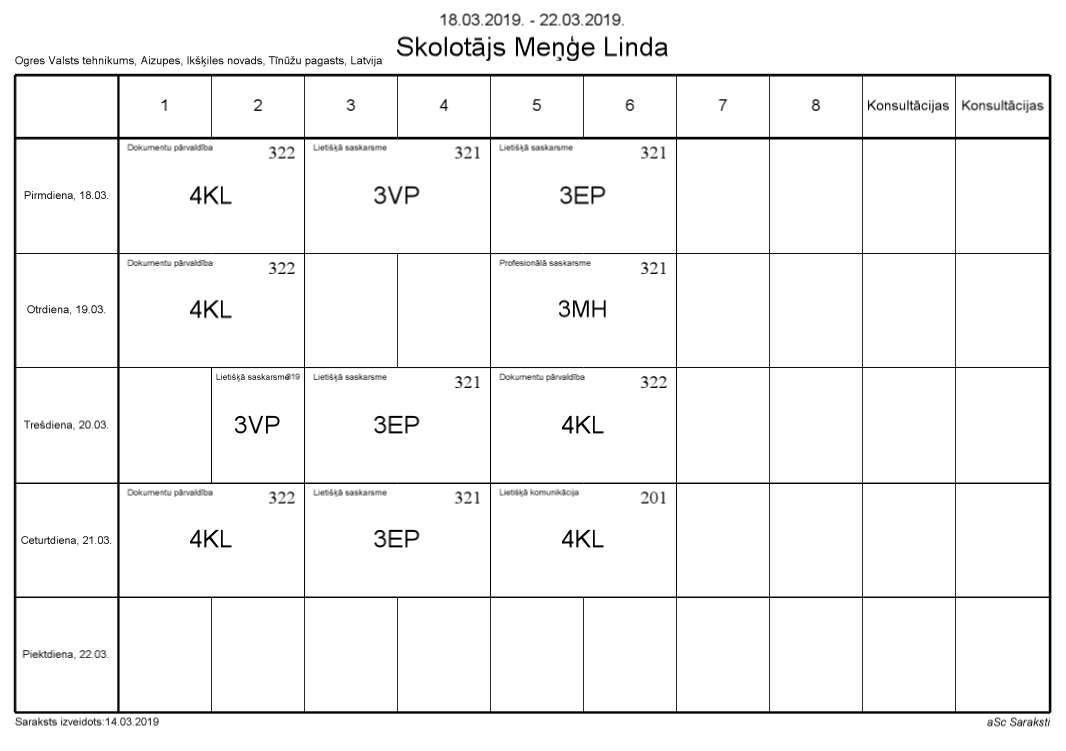 18.03.2019. - 22.03.2019.
Skolotājs Meņģe Linda
Ogres Valsts tehnikums, Aizupes, Ikšķiles novads, Tīnūžu pagasts, Latvija
1 2 3 4 5 6 7 8 Konsultācijas Konsultācijas
Dokumentu pārvaldība 322 Lietišķā saskarsme 321 Lietišķā saskarsme 321
Pirmdiena, 18.03. 4KL 3VP 3EP
Dokumentu pārvaldība 322 Profesionālā saskarsme 321
Otrdiena, 19.03. 4KL 3MH
Lietišķā saskarsme 319 Lietišķā saskarsme 321 Dokumentu pārvaldība 322
Trešdiena, 20.03. 3VP 3EP 4KL
Dokumentu pārvaldība 322 Lietišķā saskarsme 321 Lietišķā komunikācija 201
Ceturtdiena, 21.03. 4KL 3EP 4KL
Piektdiena, 22.03.
Saraksts izveidots:14.03.2019 aSc Saraksti